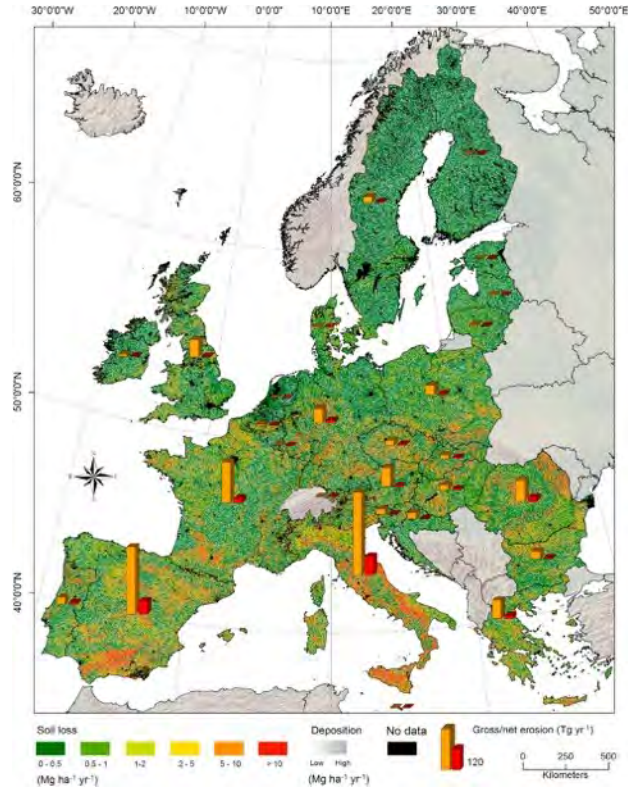 30°0'0"W 20°0'0"W 10°0'0"W 0°0'0"E 10°0'0"E 20°0'0"E 30°0'0"E 40°0'0"E 50°0'0"E
60°0'0"N
50°0'0"N
40°0'0"N
Soil loss Deposition No data Gross/net erosion (Tg yr⁻¹)
0 - 0.5 0.5 - 1 1-2 2 - 5 5 - 10 > 10 Low High 120 0 250 500
(Mg ha⁻¹ yr⁻¹) (Mg ha⁻¹ yr⁻¹) Kilometers